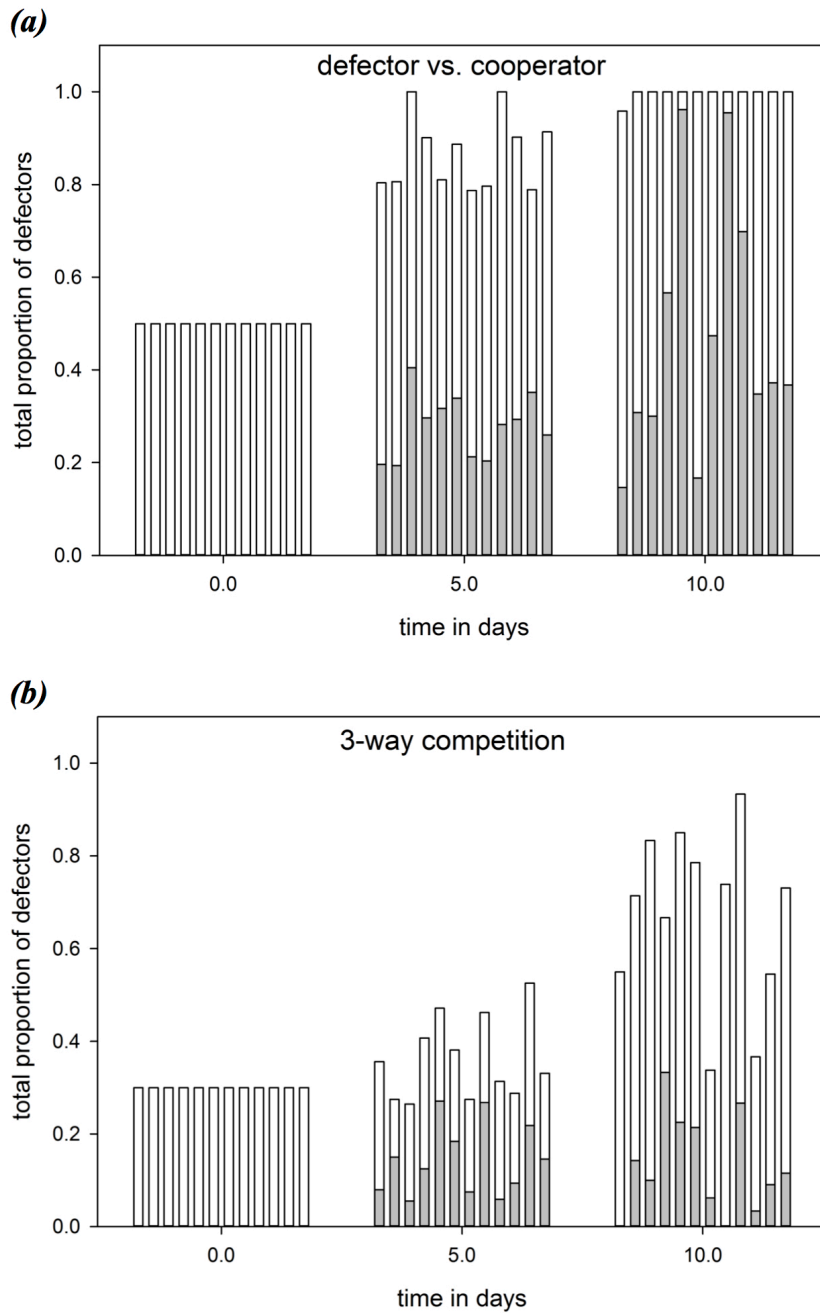 (a)
defector vs. cooperator
total proportion of defectors
1.0
0.8
0.6
0.4
0.2
0.0
0.0 5.0 10.0
time in days
(b)
3-way competition
total proportion of defectors
1.0
0.8
0.6
0.4
0.2
0.0
0.0 5.0 10.0
time in days